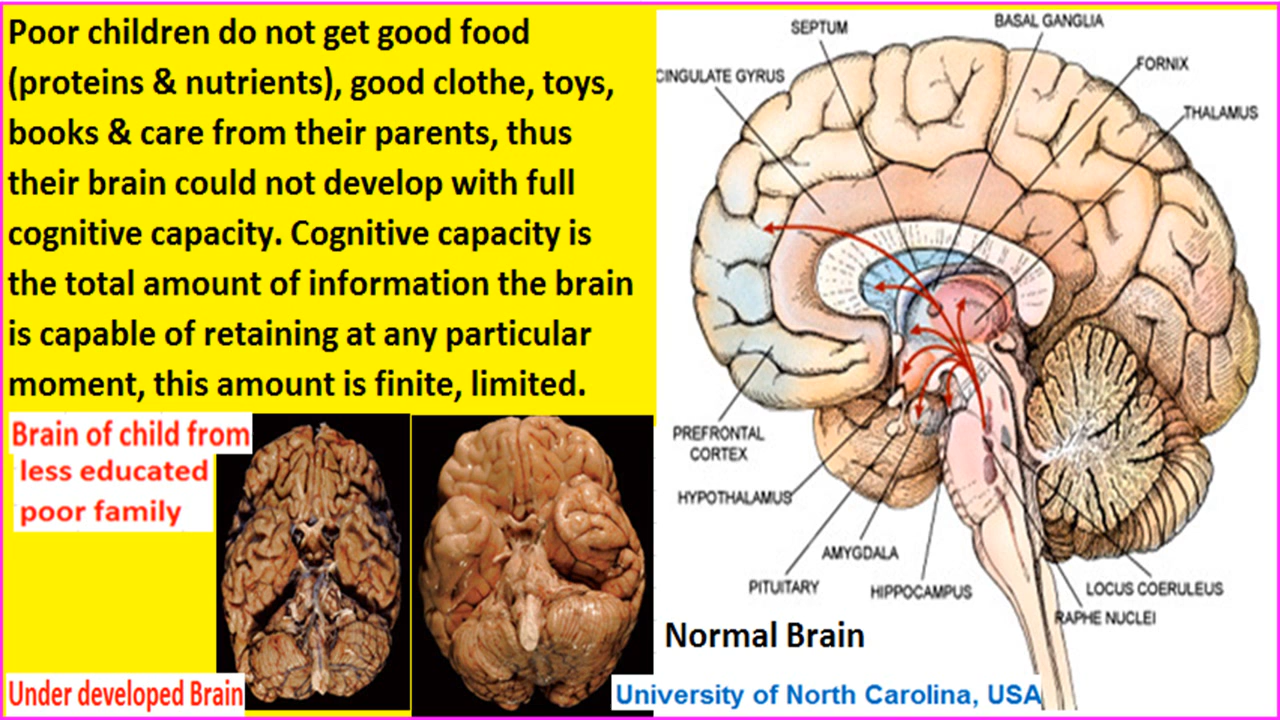 Poor children do not get good food
(proteins & nutrients), good clothe, toys,
books & care from their parents, thus
their brain could not develop with full
cognitive capacity. Cognitive capacity is
the total amount of information the brain
is capable of retaining at any particular
moment, this amount is finite, limited.
Brain of child from
less educated
poor family
Under developed Brain
SEPTUM
BASAL GANGLIA
CINGULATE GYRUS
FORNIX
THALAMUS
PREFRONTAL
CORTEX
HYPOTHALAMUS
AMYGDALA
PITUITARY
HIPPOCAMPUS
LOCUS COERULEUS
RAPHE NUCLEI
Normal Brain
University of North Carolina, USA